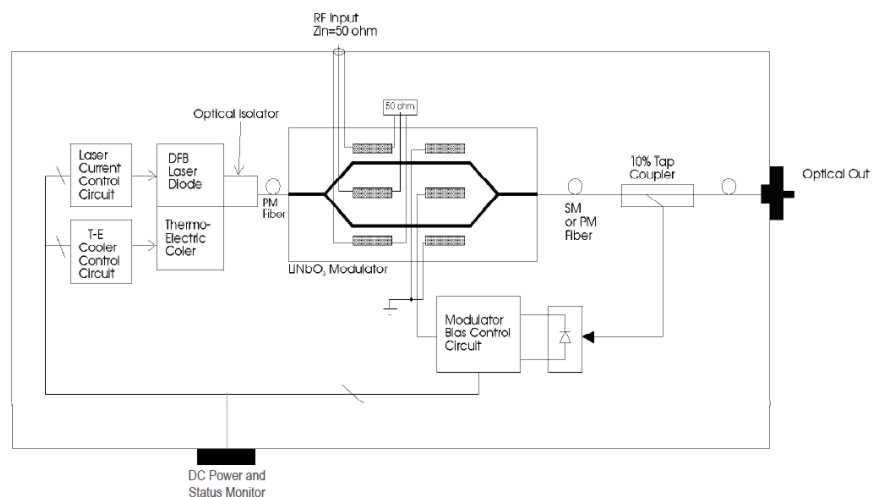 RF Input
Zin=50 ohm
50 ohm
Optical Isolator
Laser
Current
Control
Circuit
DFB
Laser
Diode
10% Tap
Coupler
Optical Out
PM
Fiber
SM
or PM
Fiber
T-E
Cooler
Control
Circuit
Thermo-
Electric
Coler
LiNbO₃ Modulator
Modulator
Bias Control
Circuit
DC Power and
Status Monitor